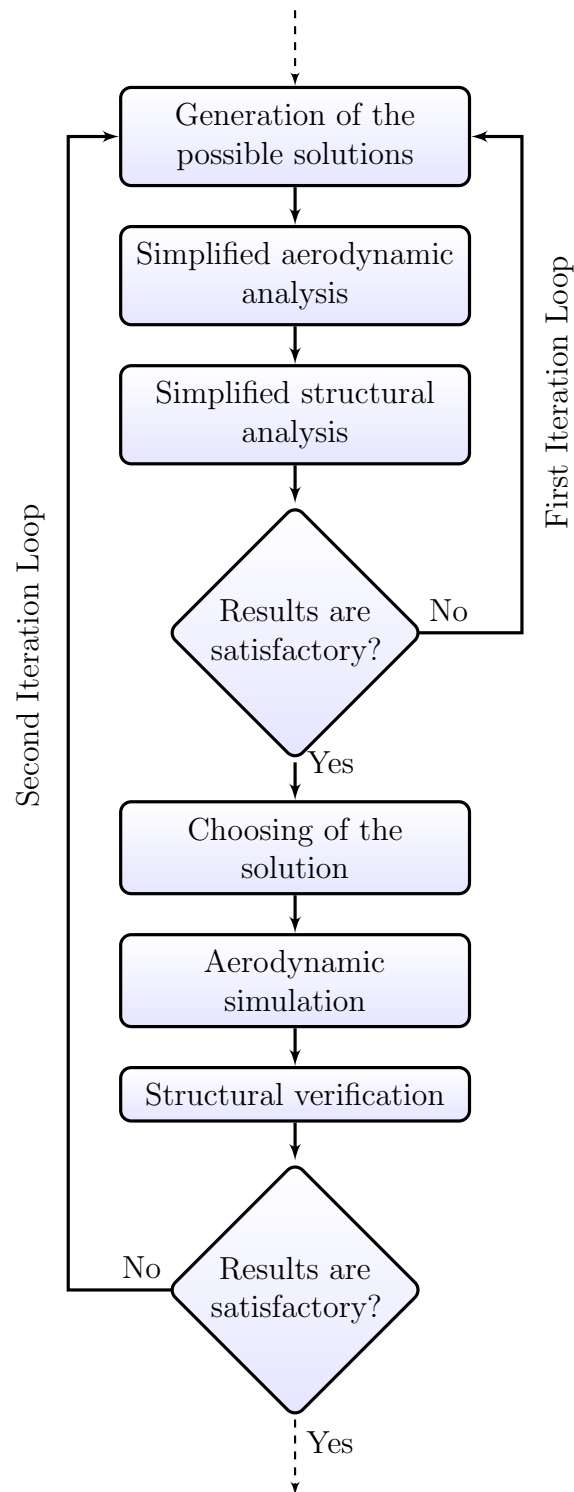 Generation of the
possible solutions
Simplified aerodynamic
analysis
Simplified structural
analysis
First Iteration Loop
Results are
satisfactory?
No
Yes
Second Iteration Loop
Choosing of the
solution
Aerodynamic
simulation
Structural verification
Results are
satisfactory?
No
Yes